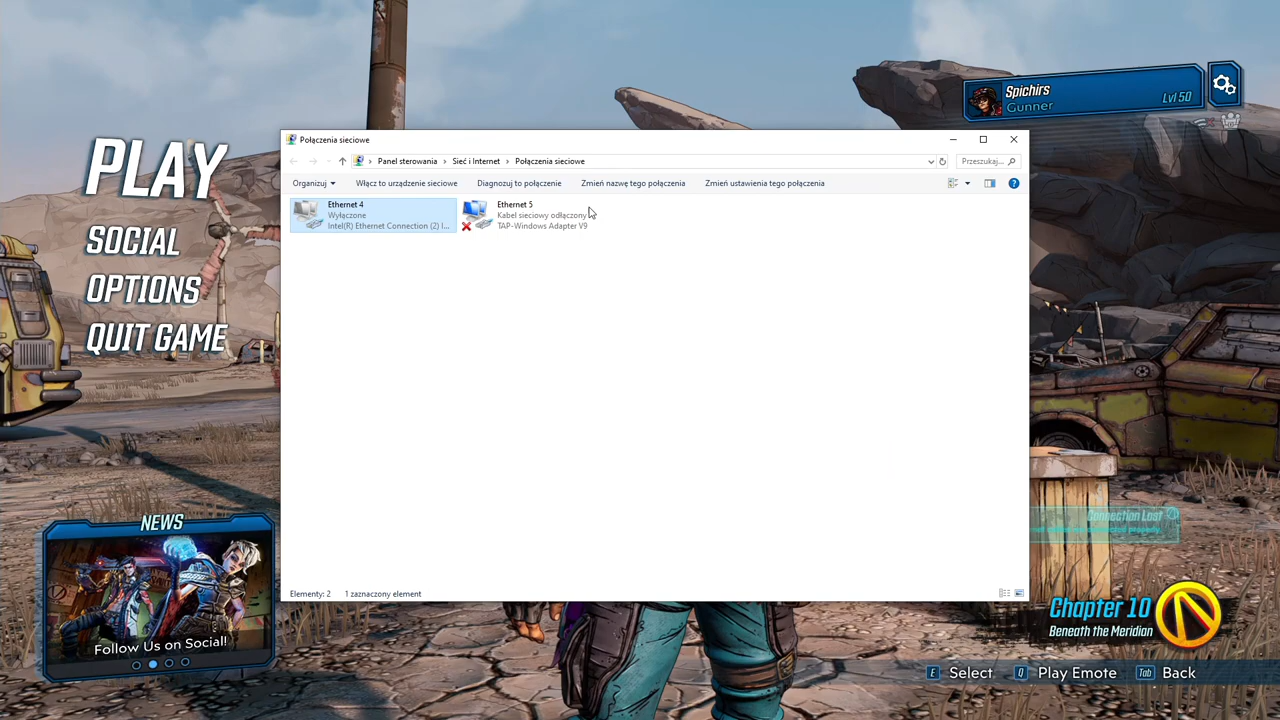 Spichirs
Gunner
Lvl 50
PLAY
SOCIAL
OPTIONS
QUIT GAME
Połączenia sieciowe
Panel sterowania
Sieć i Internet
Połączenia sieciowe
Przeszukaj...
Organizuj
Włącz to urządzenie sieciowe
Diagnozuj to połączenie
Zmień nazwę tego połączenia
Zmień ustawienia tego połączenia
Ethernet 4
Wyłączone
Intel(R) Ethernet Connection (2) I...
Ethernet 5
Kabel sieciowy odłączony
TAP-Windows Adapter V9
Elementy: 2
1 zaznaczony element
NEWS
Follow Us on Social!
Connection Lost
Chapter 10
Beneath the Meridian
E Select
Q Play Emote
Tab Back